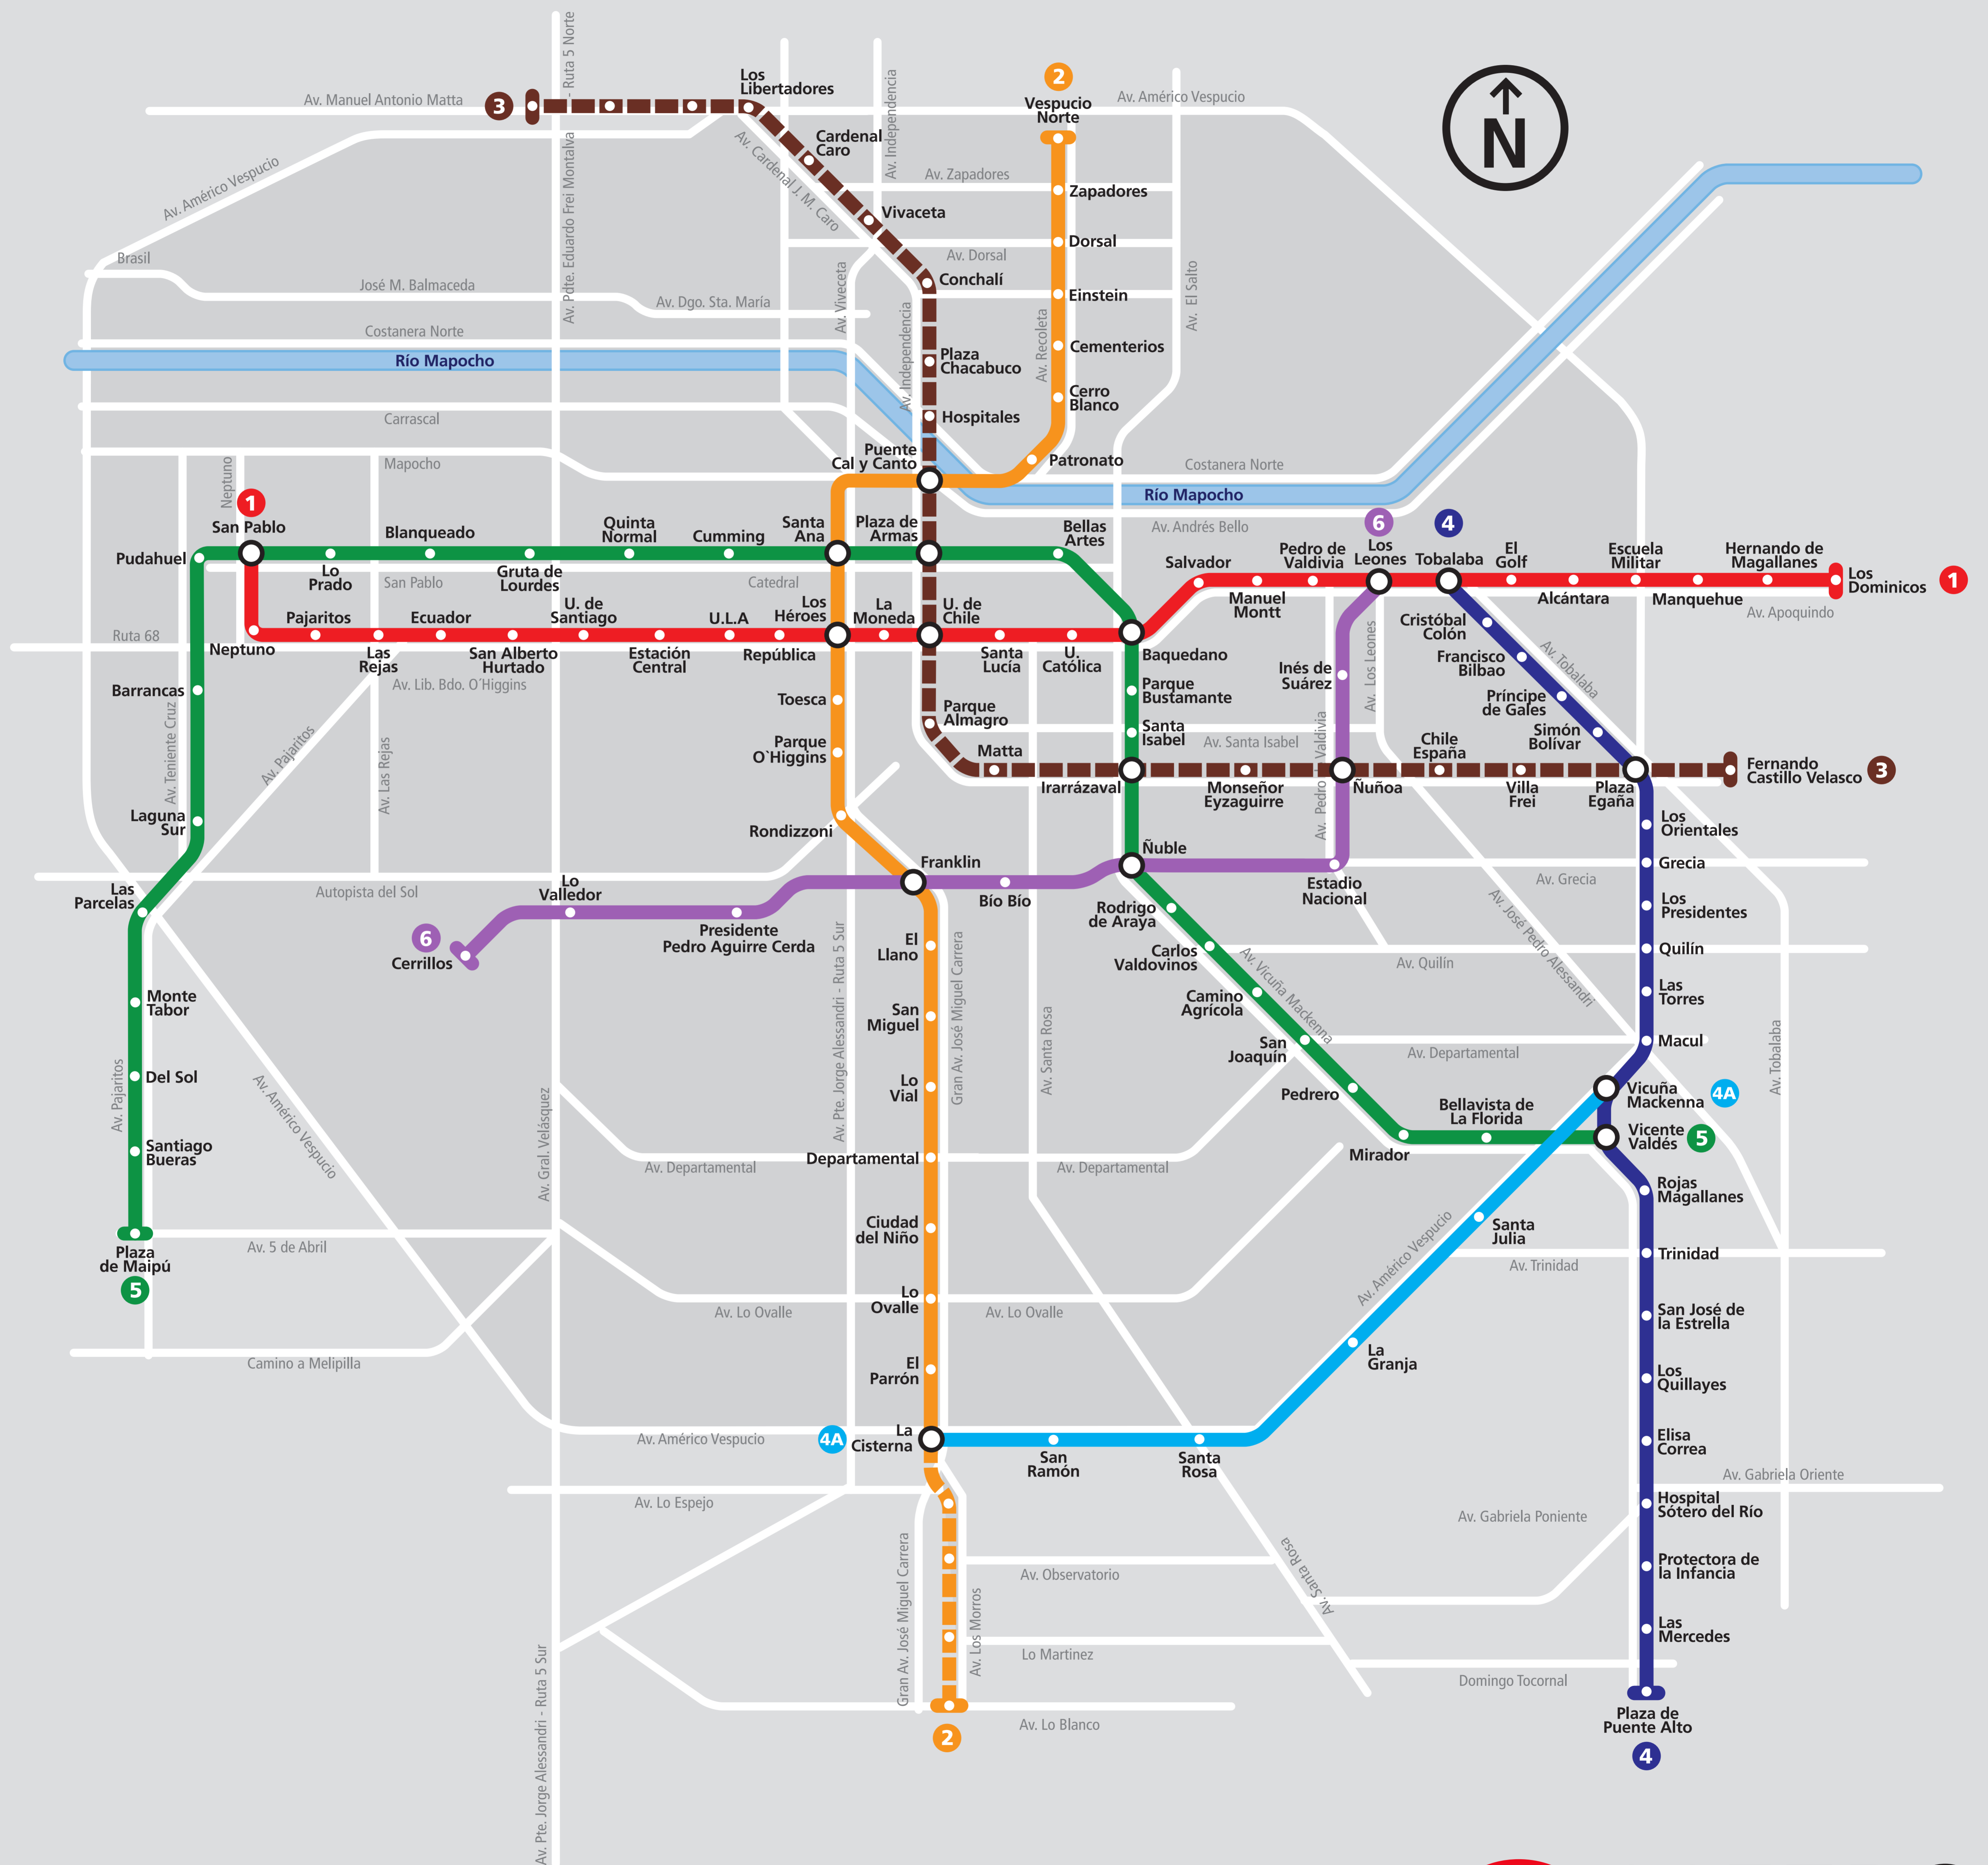 Av. Manuel Antonio Matta
3
- Ruta 5 Norte
Los
Libertadores
2
Vespucio
Norte
Av. Américo Vespucio
N
Av. Américo Vespucio
Av. Pdte. Eduardo Frei Montalva
Av. Cardenal J. M. Caro
Cardenal
Caro
Av. Independencia
Av. Zapadores
Zapadores
Vivaceta
Dorsal
Av. Dorsal
Brasil
José M. Balmaceda
Av. Dgo. Sta. María
Av. Viveceta
Conchalí
Einstein
Av. El Salto
Costanera Norte
Río Mapocho
Av. Independencia
Plaza
Chacabuco
Av. Recoleta
Cementerios
Cerro
Blanco
Carrascal
Hospitales
Mapocho
Neptuno
Puente
Cal y Canto
Patronato
Costanera Norte
Río Mapocho
Av. Andrés Bello
1
San Pablo
Pudahuel
Lo
Prado
Blanqueado
Gruta de
Lourdes
Quinta
Normal
Cumming
Santa
Ana
Plaza de
Armas
Bellas
Artes
San Pablo
Catedral
Salvador
Manuel
Montt
Pedro de
Valdivia
6
Los
Leones
4
Tobalaba
El
Golf
Alcántara
Escuela
Militar
Manquehue
Hernando de
Magallanes
Los
Dominicos
1
Av. Apoquindo
Ruta 68
Neptuno
Pajaritos
Las
Rejas
Ecuador
San Alberto
Hurtado
U. de
Santiago
Estación
Central
U.L.A
República
Los
Héroes
La
Moneda
U. de
Chile
Santa
Lucía
U.
Católica
Baquedano
Av. Lib. Bdo. O´Higgins
Barrancas
Av. Teniente Cruz
Av. Pajaritos
Av. Las Rejas
Laguna
Sur
Las
Parcelas
Toesca
Parque
O`Higgins
Rondizzoni
Parque
Almagro
Matta
Parque
Bustamante
Santa
Isabel
Av. Santa Isabel
Irarrázaval
Monseñor
Eyzaguirre
Inés de
Suárez
Av. Los Leones
Av. Pedro de Valdivia
Ñuñoa
Chile
España
Villa
Frei
Cristóbal
Colón
Francisco
Bilbao
Príncipe
de Gales
Simón
Bolívar
Av. Tobalaba
Plaza
Egaña
Fernando
Castillo Velasco
3
Los
Orientales
Grecia
Av. Grecia
Los
Presidentes
Quilín
Av. Quilín
Las
Torres
Macul
Av. José Pedro Alessandri
Av. Tobalaba
Autopista del Sol
6
Cerrillos
Lo
Valledor
Presidente
Pedro Aguirre Cerda
Franklin
Bío Bío
Ñuble
Estadio
Nacional
Rodrigo
de Araya
Carlos
Valdovinos
Camino
Agrícola
San
Joaquín
Pedrero
Mirador
Bellavista de
La Florida
Av. Vicuña Mackenna
Av. Departamental
Vicuña
Mackenna
4A
Vicente
Valdés
5
Monte
Tabor
Del Sol
Av. Pajaritos
Santiago
Bueras
Plaza
de Maipú
5
Av. 5 de Abril
Camino a Melipilla
Av. Américo Vespucio
Av. Gral. Velásquez
Av. Pte. Jorge Alessandri - Ruta 5 Sur
El
Llano
San
Miguel
Lo
Vial
Gran Av. José Miguel Carrera
Av. Santa Rosa
Av. Departamental
Departamental
Av. Departamental
Ciudad
del Niño
Lo
Ovalle
Av. Lo Ovalle
Av. Lo Ovalle
El
Parrón
Av. Américo Vespucio
4A
La
Cisterna
San
Ramón
Santa
Rosa
La
Granja
Santa
Julia
Av. Américo Vespucio
Rojas
Magallanes
Trinidad
Av. Trinidad
San José de
la Estrella
Los
Quillayes
Elisa
Correa
Av. Gabriela Oriente
Hospital
Sótero del Río
Av. Gabriela Poniente
Protectora de
la Infancia
Las
Mercedes
Plaza de
Puente Alto
4
Av. Lo Espejo
Av. Observatorio
Av. Santa Rosa
Gran Av. José Miguel Carrera
Av. Los Morros
Lo Martinez
Domingo Tocornal
Av. Lo Blanco
2
Av. Pte. Jorge Alessandri - Ruta 5 Sur